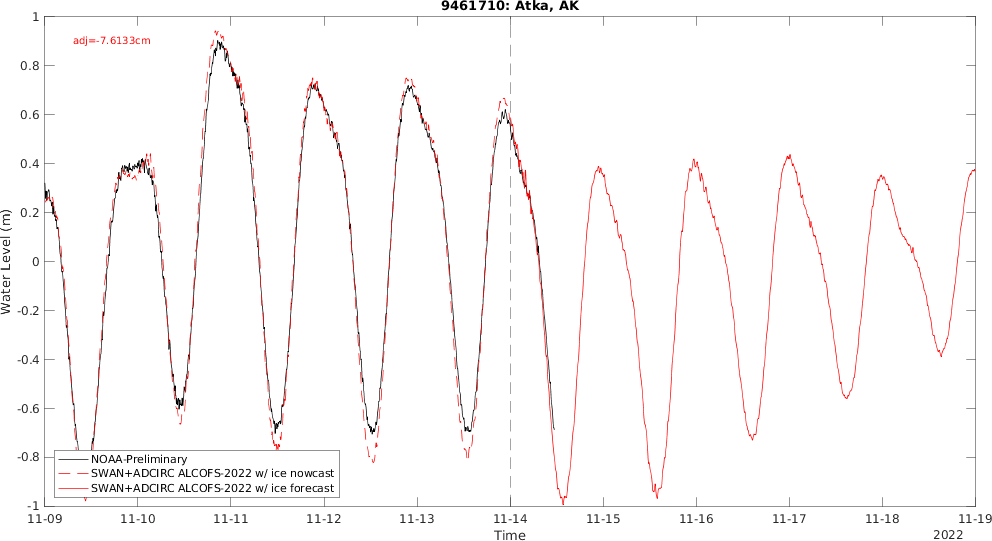 9461710: Atka, AK
adj=-7.6133cm
1
0.8
0.6
0.4
0.2
0
-0.2
-0.4
-0.6
-0.8
-1
Water Level (m)
NOAA-Preliminary
SWAN+ADCIRC ALCOFS-2022 w/ ice nowcast
SWAN+ADCIRC ALCOFS-2022 w/ ice forecast
11-09 11-10 11-11 11-12 11-13 11-14 11-15 11-16 11-17 11-18 11-19
Time
2022